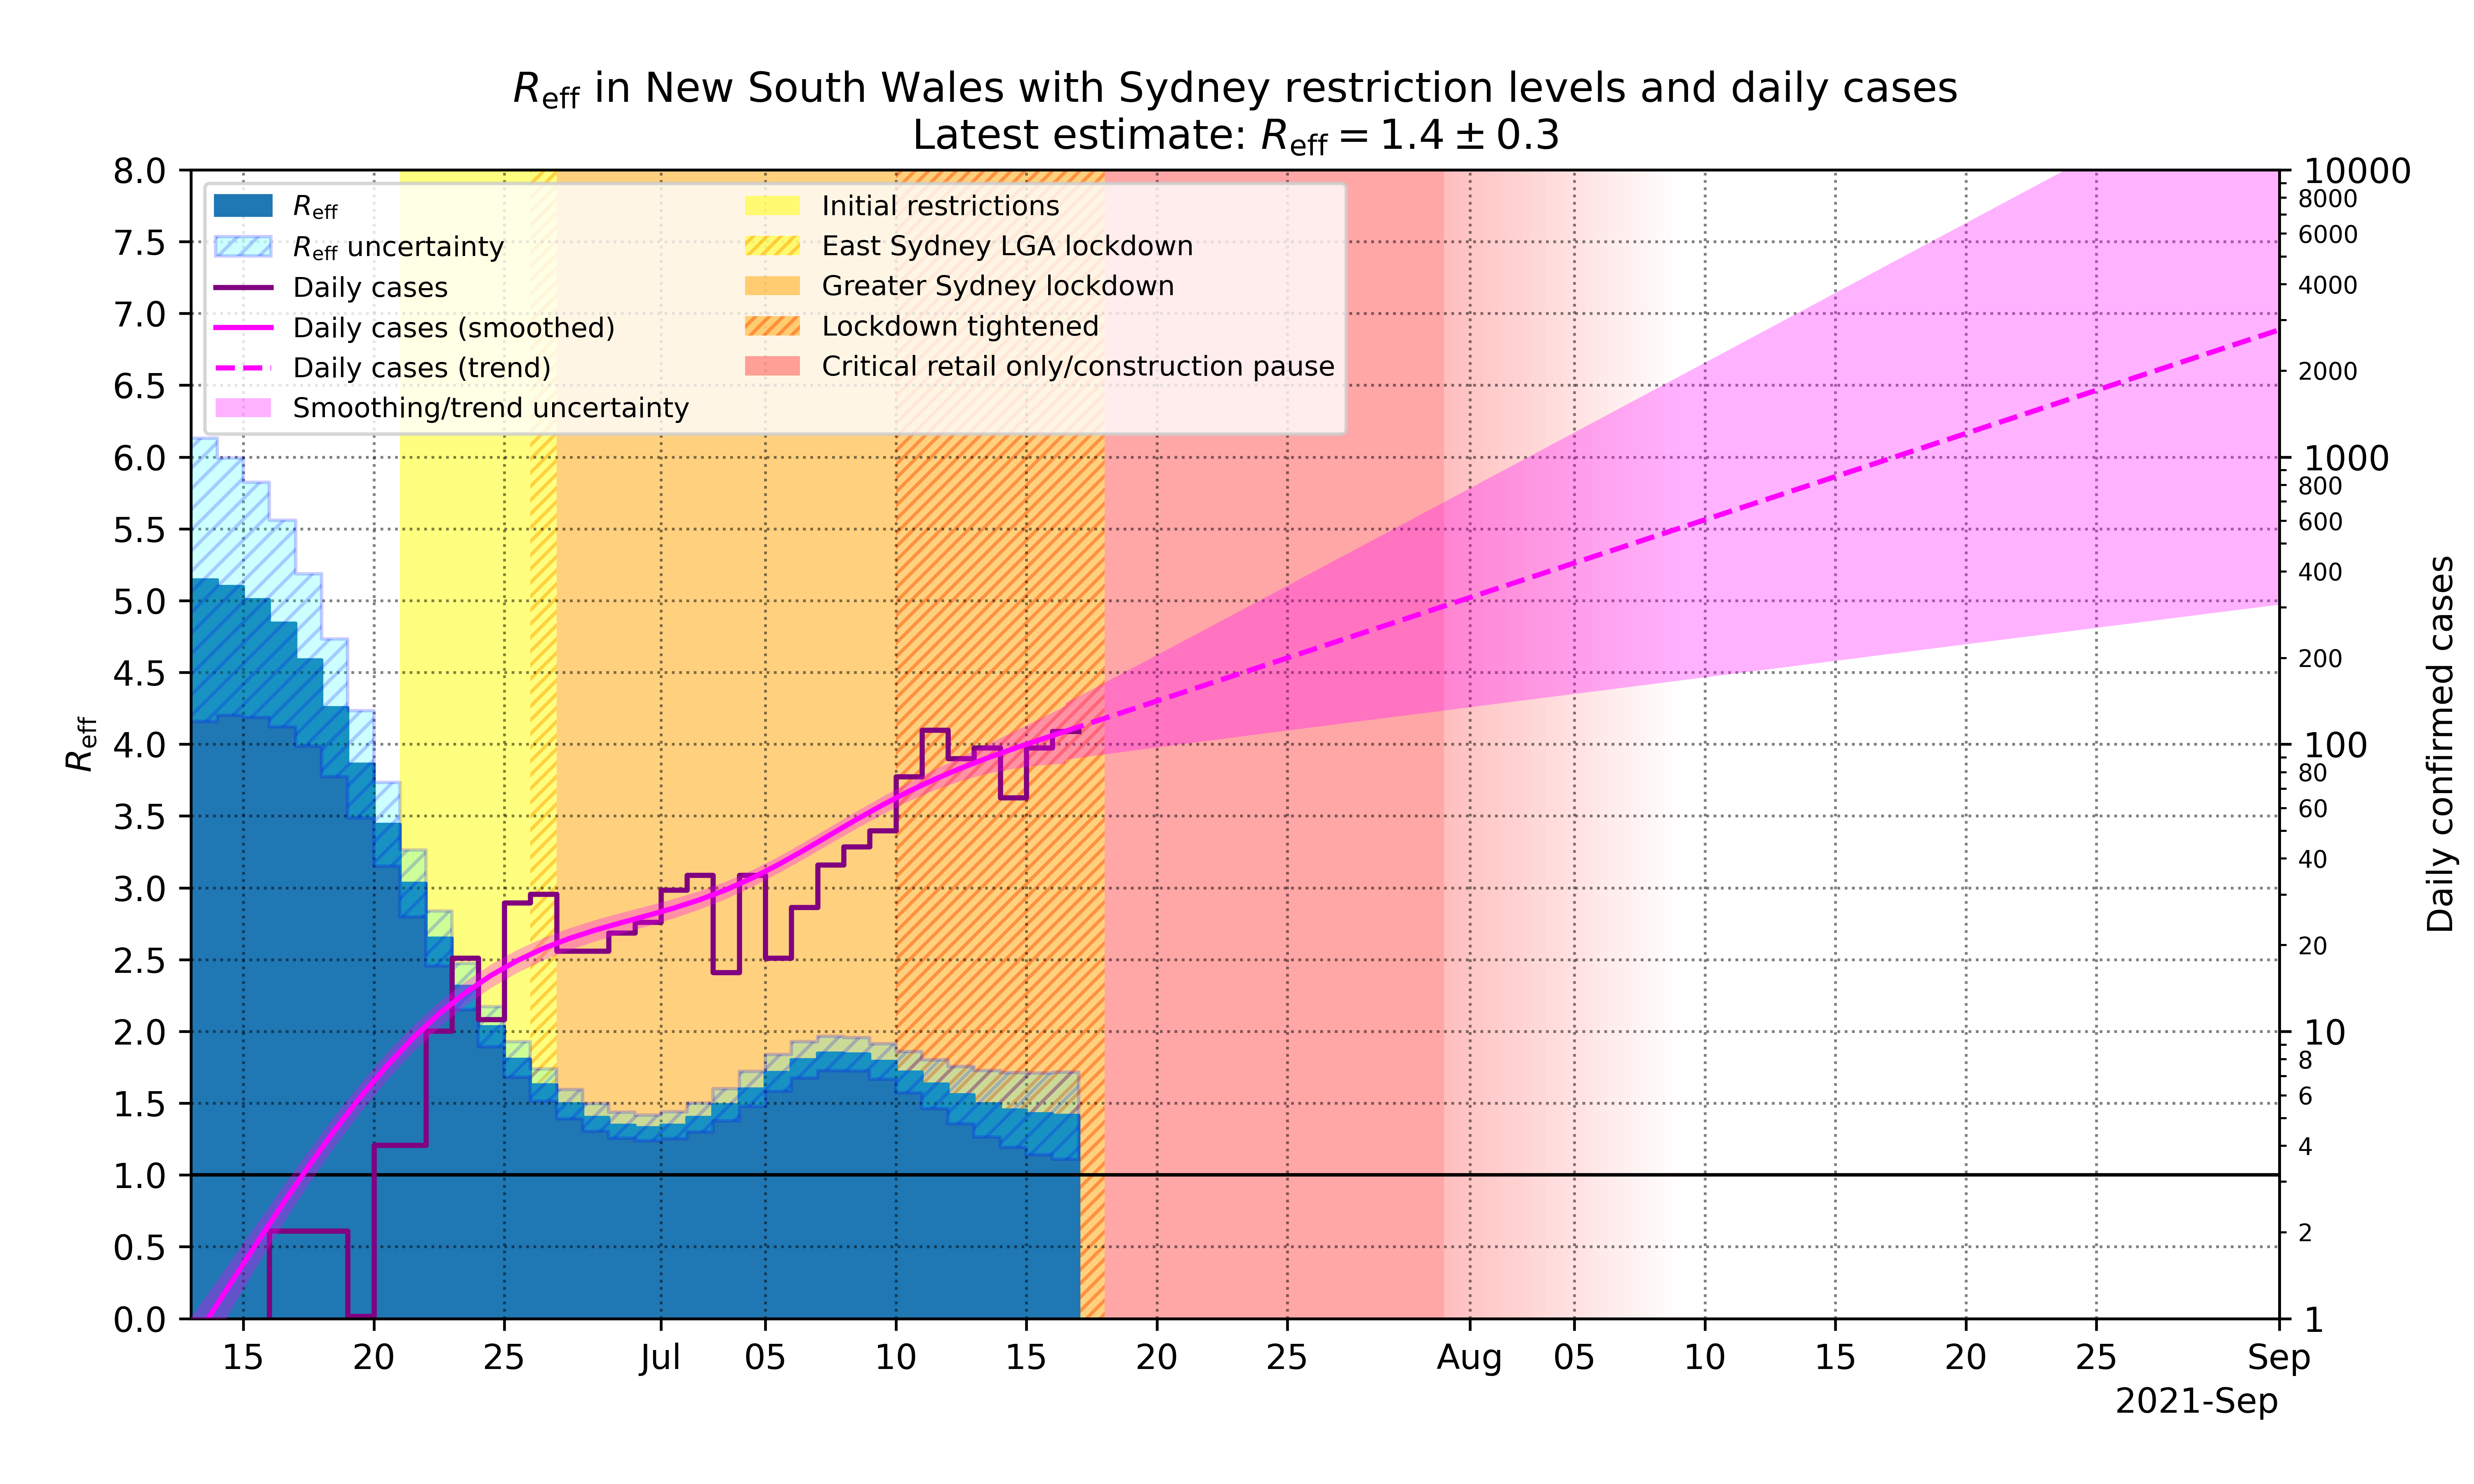 R_eff in New South Wales with Sydney restriction levels and daily cases
Latest estimate: R_eff = 1.4 ± 0.3
R_eff
R_eff uncertainty
Daily cases
Daily cases (smoothed)
Daily cases (trend)
Smoothing/trend uncertainty
Initial restrictions
East Sydney LGA lockdown
Greater Sydney lockdown
Lockdown tightened
Critical retail only/construction pause
R_eff
8.0
7.5
7.0
6.5
6.0
5.5
5.0
4.5
4.0
3.5
3.0
2.5
2.0
1.5
1.0
0.5
0.0
10000
8000
6000
4000
2000
1000
800
600
400
200
100
80
60
40
20
10
8
6
4
2
1
Daily confirmed cases
15 20 25 Jul 05 10 15 20 25 Aug 05 10 15 20 25 Sep
2021-Sep